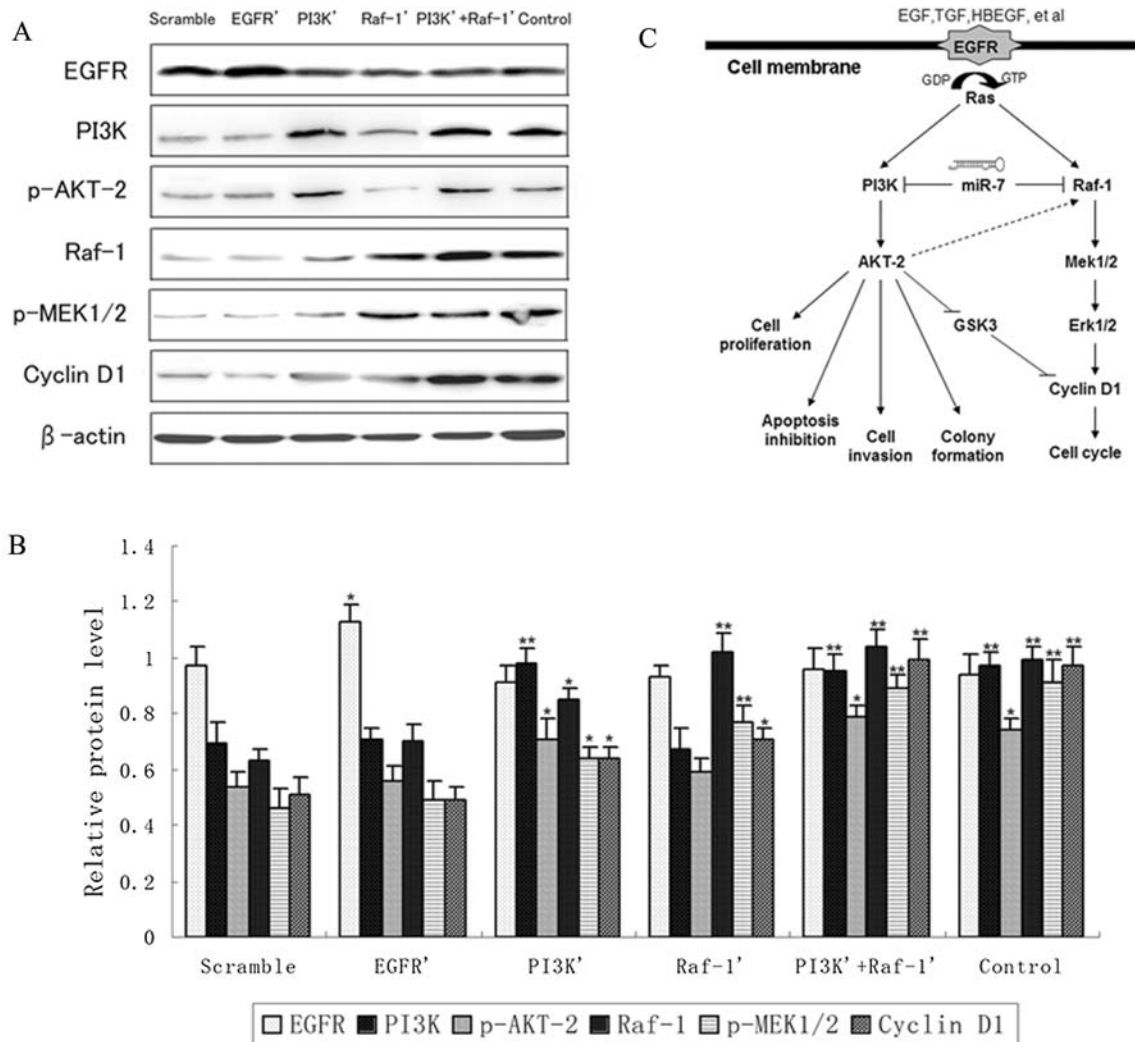 A
Scramble EGFR' PI3K' Raf-1' PI3K'+Raf-1' Control
EGFR
PI3K
p-AKT-2
Raf-1
p-MEK1/2
Cyclin D1
β-actin
C
EGF,TGF,HBEGF, et al
EGFR
Cell membrane
GDP GTP
Ras
PI3K miR-7 Raf-1
AKT-2 Mek1/2
Cell
proliferation
GSK3 Erk1/2
Cyclin D1
Apoptosis
inhibition
Cell
invasion
Colony
formation
Cell cycle
B
Relative protein level
1.4
1.2
1
0.8
0.6
0.4
0.2
0
*
** * * * *
** ** *
** * ** ** **
** * ** ** **
Scramble EGFR' PI3K' Raf-1' PI3K'+Raf-1' Control
EGFR PI3K p-AKT-2 Raf-1 p-MEK1/2 Cyclin D1